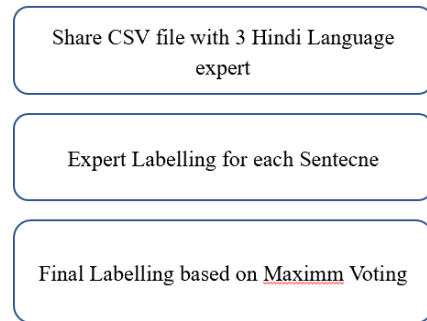 Share CSV file with 3 Hindi Language
expert
Expert Labelling for each Sentecne
Final Labelling based on Maximm Voting